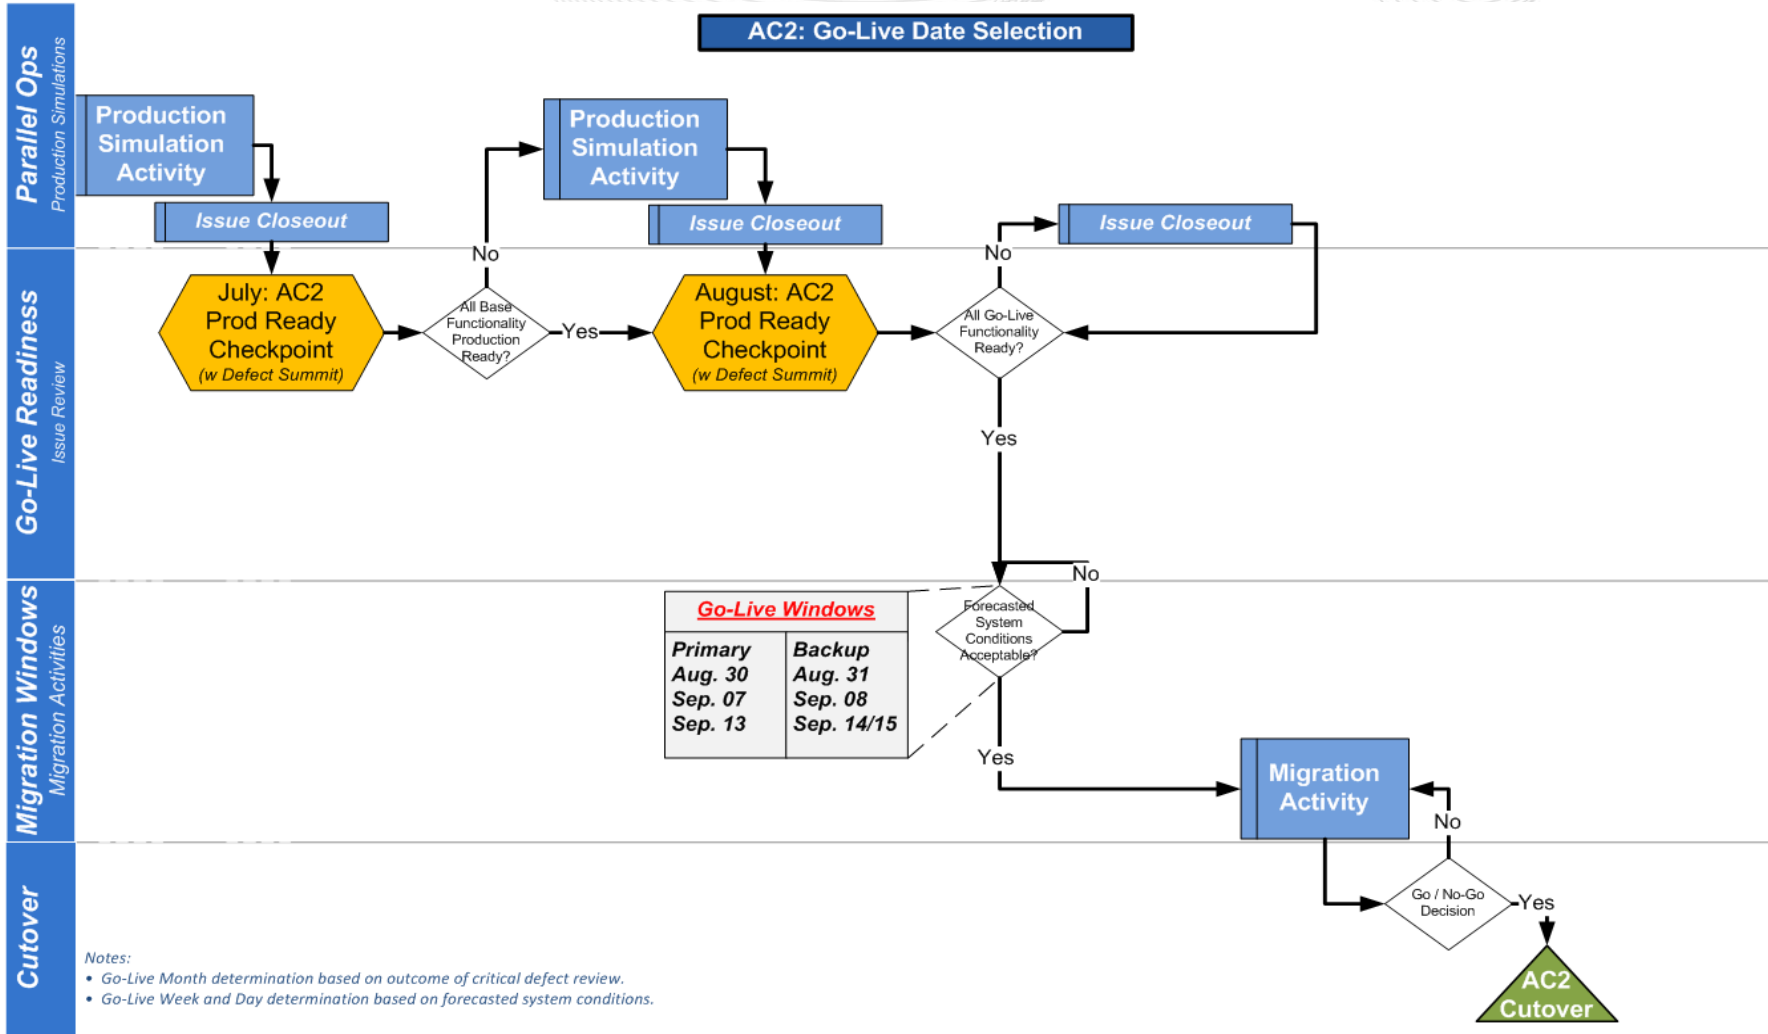 AC2: Go-Live Date Selection
Parallel Ops
Production Simulations
Production
Simulation
Activity
Issue Closeout
Production
Simulation
Activity
Issue Closeout
No
Issue Closeout
No
Go-Live Readiness
Issue Review
July: AC2
Prod Ready
Checkpoint
(w Defect Summit)
All Base
Functionality
Production
Ready?
Yes
August: AC2
Prod Ready
Checkpoint
(w Defect Summit)
All Go-Live
Functionality
Ready?
Yes
Migration Windows
Migration Activities
Go-Live Windows
Primary
Aug. 30
Sep. 07
Sep. 13
Backup
Aug. 31
Sep. 08
Sep. 14/15
Forecasted
System
Conditions
Acceptable?
No
Yes
Migration
Activity
No
Cutover
Go / No-Go
Decision
Yes
AC2
Cutover
Notes:
• Go-Live Month determination based on outcome of critical defect review.
• Go-Live Week and Day determination based on forecasted system conditions.